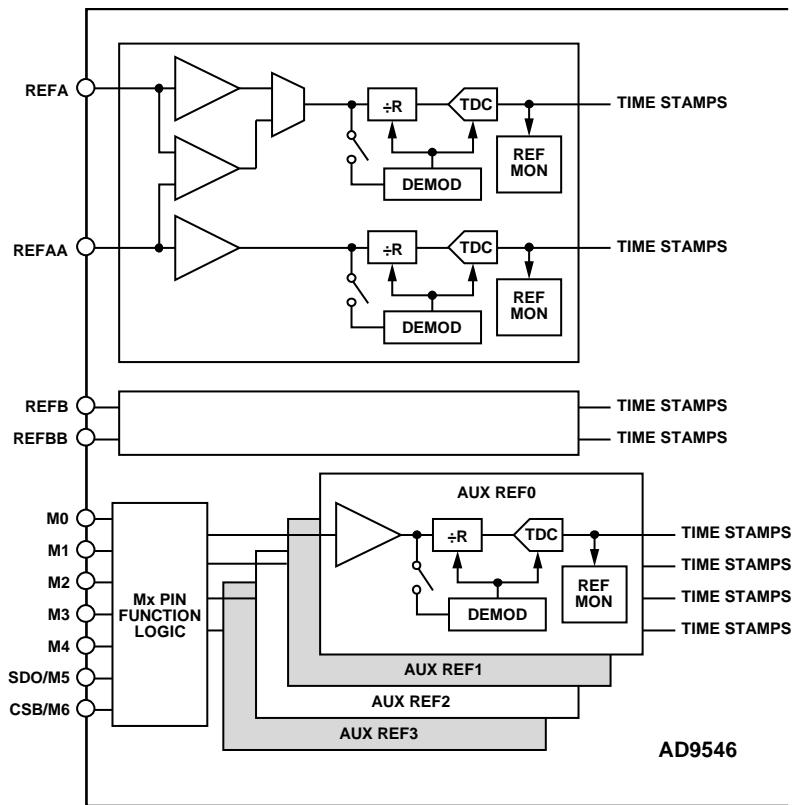 REFA
÷R
TDC
TIME STAMPS
REF
MON
DEMOD
REFAA
÷R
TDC
TIME STAMPS
REF
MON
DEMOD
REFB
TIME STAMPS
REFBB
TIME STAMPS
AUX REF0
M0
M1
M2
M3
M4
SDO/M5
CSB/M6
Mx PIN
FUNCTION
LOGIC
÷R
TDC
TIME STAMPS
TIME STAMPS
TIME STAMPS
TIME STAMPS
REF
MON
DEMOD
AUX REF1
AUX REF2
AUX REF3
AD9546